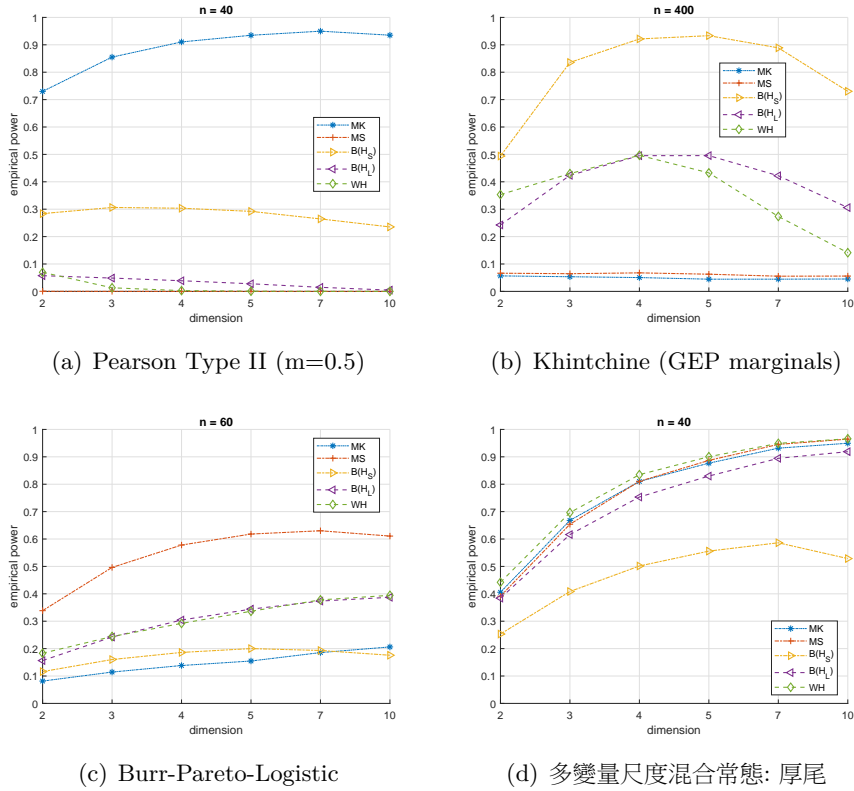 n = 40
1
0.9
0.8
0.7
0.6
0.5
0.4
0.3
0.2
0.1
0
empirical power
MK
MS
B(H_S)
B(H_L)
WH
2 3 4 5 7 10
dimension
(a) Pearson Type II (m=0.5)
n = 400
1
0.9
0.8
0.7
0.6
0.5
0.4
0.3
0.2
0.1
0
empirical power
MK
MS
B(H_S)
B(H_L)
WH
2 3 4 5 7 10
dimension
(b) Khintchine (GEP marginals)
n = 60
1
0.9
0.8
0.7
0.6
0.5
0.4
0.3
0.2
0.1
0
empirical power
MK
MS
B(H_S)
B(H_L)
WH
2 3 4 5 7 10
dimension
(c) Burr-Pareto-Logistic
n = 40
1
0.9
0.8
0.7
0.6
0.5
0.4
0.3
0.2
0.1
0
empirical power
MK
MS
B(H_S)
B(H_L)
WH
2 3 4 5 7 10
dimension
(d) 多變量尺度混合常態: 厚尾